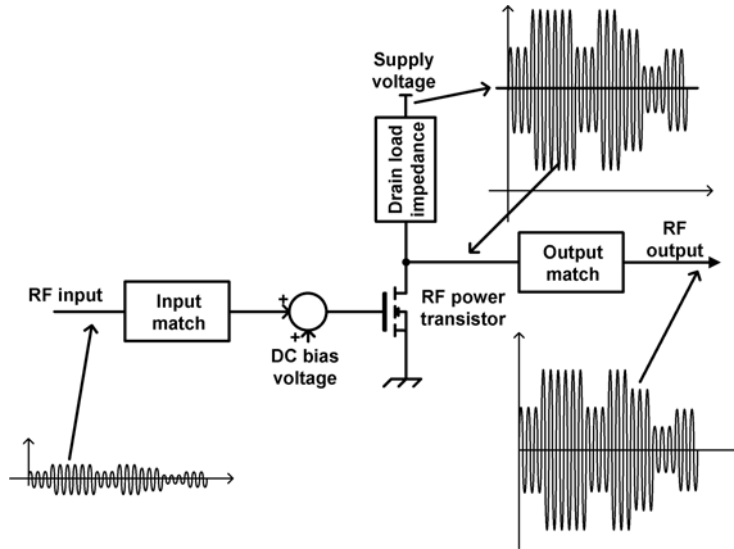 Supply
voltage
Drain load
impedance
RF
output
Output
match
RF input
Input
match
+
+
DC bias
voltage
RF power
transistor